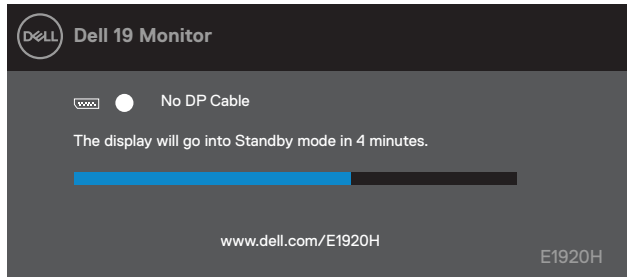 DELL Dell 19 Monitor
No DP Cable
The display will go into Standby mode in 4 minutes.
www.dell.com/E1920H
E1920H